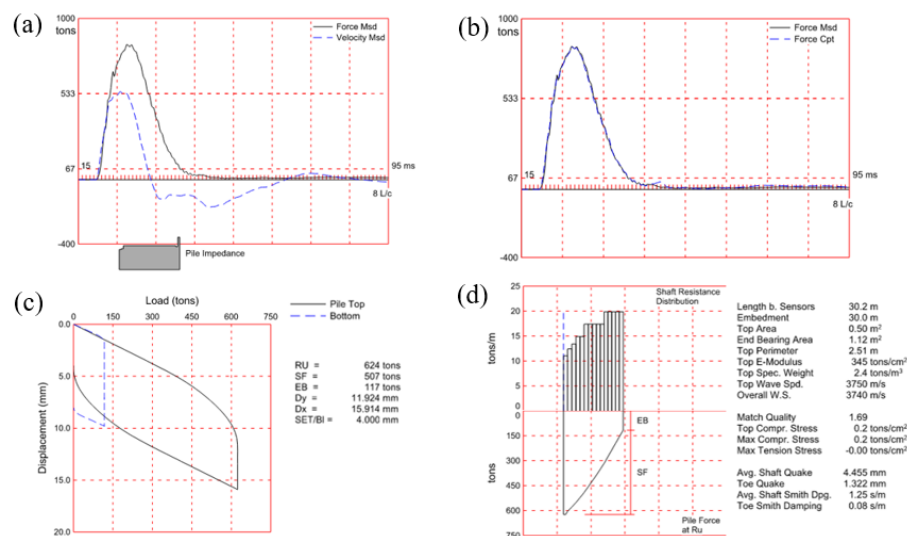 (a)
1000
tons
Force Msd
Velocity Msd
533
67
15
95 ms
8 L/c
-400
Pile Impedance
(b)
1000
tons
Force Msd
Force Cpt
533
67
15
95 ms
8 L/c
-400
(c)
Load (tons)
0 150 300 450 600 750
0.0
5.0
10.0
15.0
20.0
Displacement (mm)
Pile Top
Bottom
RU = 624 tons
SF = 507 tons
EB = 117 tons
Dy = 11.924 mm
Dx = 15.914 mm
SET/Bl = 4.000 mm
(d)
25
20
15
10
5
0
tons/m
Shaft Resistance
Distribution
0
150
300
450
600
750
tons
EB
SF
Pile Force
at Ru
Length b. Sensors 30.2 m
Embedment 30.0 m
Top Area 0.50 m²
End Bearing Area 1.12 m²
Top Perimeter 2.51 m
Top E-Modulus 345 tons/cm²
Top Spec. Weight 2.4 tons/m³
Top Wave Spd. 3750 m/s
Overall W.S. 3740 m/s
Match Quality 1.69
Top Compr. Stress 0.2 tons/cm²
Max Compr. Stress 0.2 tons/cm²
Max Tension Stress -0.00 tons/cm²
Avg. Shaft Quake 4.455 mm
Toe Quake 1.322 mm
Avg. Shaft Smith Dpg. 1.25 s/m
Toe Smith Damping 0.08 s/m